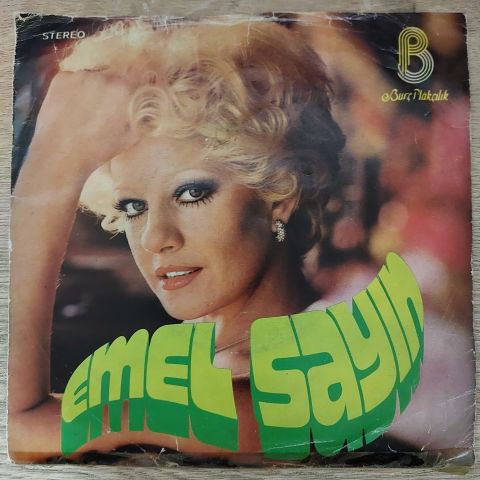 STEREO
B
Burç Plakçılık
EMEL SAYIN